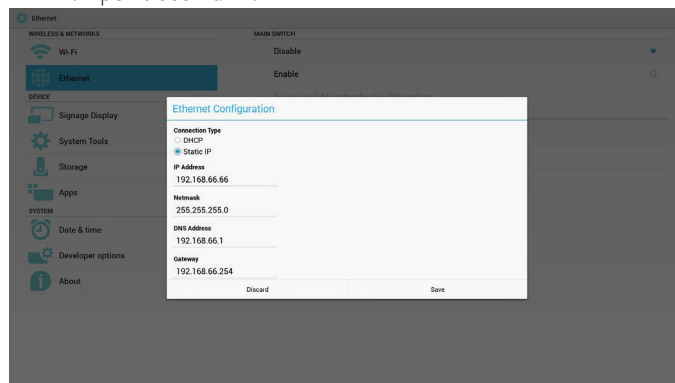 Ethernet
WIRELESS & NETWORKS
Wi-Fi
Ethernet
DEVICE
Signage Display
System Tools
Storage
Apps
SYSTEM
Date & time
Developer options
About
MAIN SWITCH
Disable
Enable
Ethernet Configuration
Connection Type
DHCP
Static IP
IP Address
192.168.66.66
Netmask
255.255.255.0
DNS Address
192.168.66.1
Gateway
192.168.66.254
Discard
Save